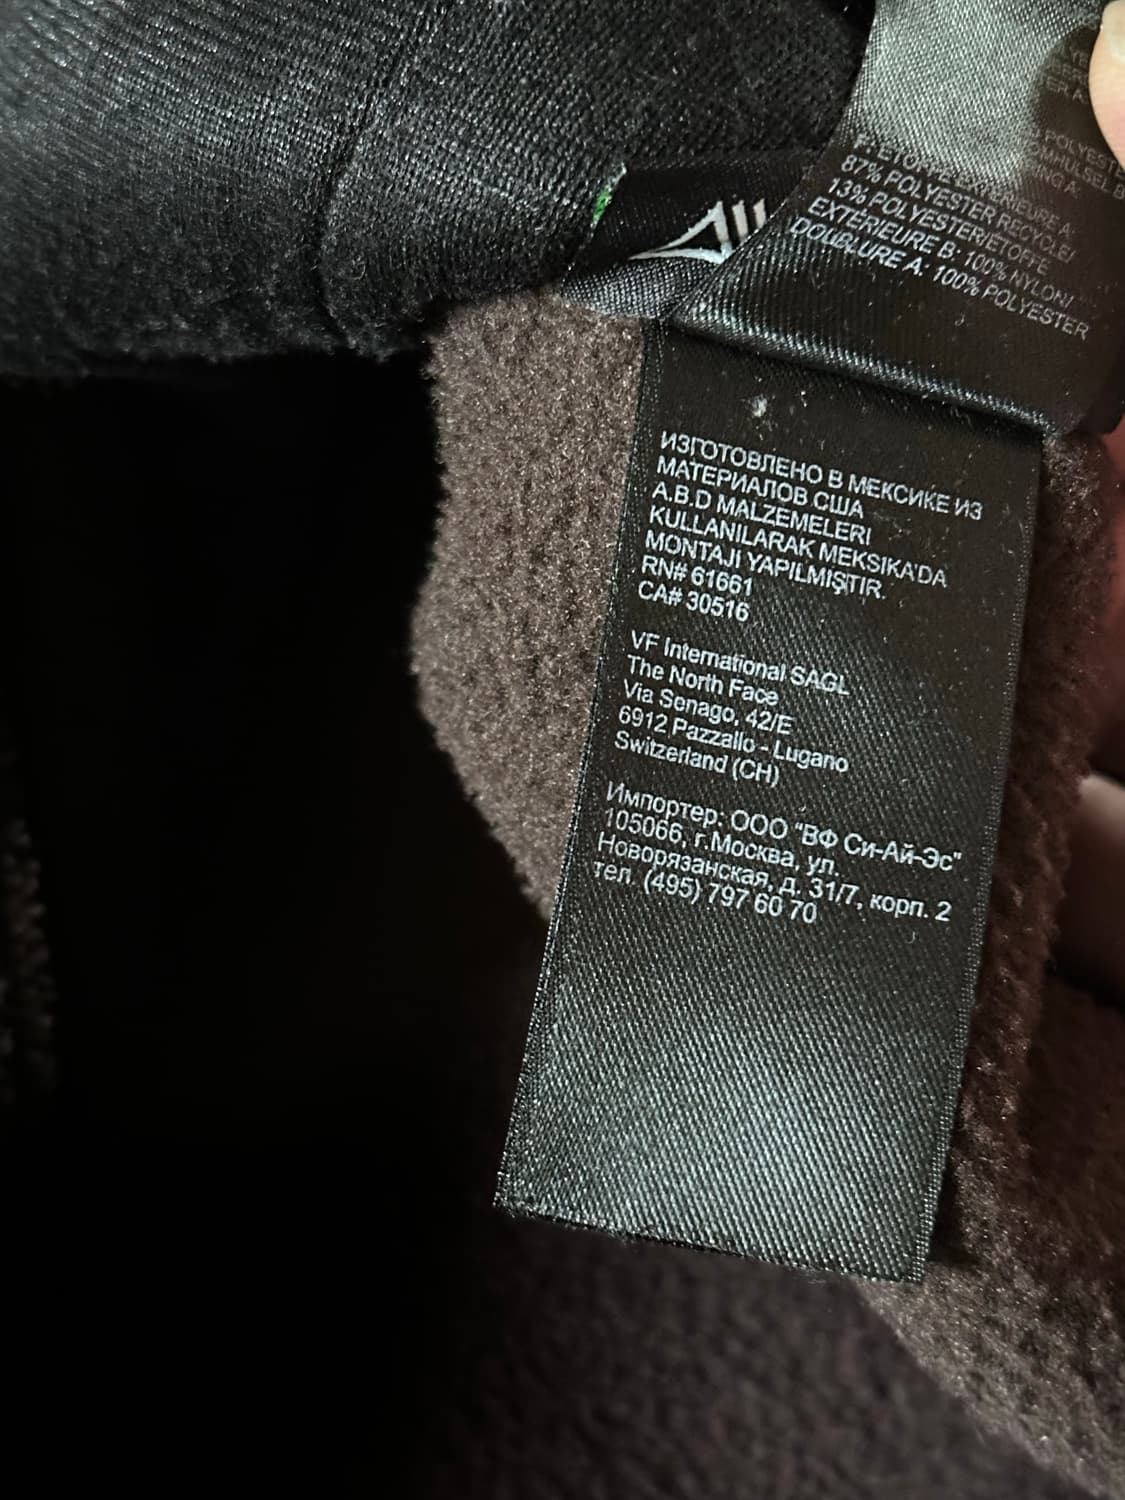 87% POLYESTER RECYCLÉ/
13% POLYESTER/ETOFFE
EXTÉRIEURE B: 100% NYLON/
DOUBLURE A: 100% POLYESTER
ИЗГОТОВЛЕНО В МЕКСИКЕ ИЗ
МАТЕРИАЛОВ США
A.B.D MALZEMELERI
KULLANILARAK MEKSIKA'DA
MONTAJI YAPILMIŞTIR.
RN# 61661
CA# 30516
VF International SAGL
The North Face
Via Senago, 42/E
6912 Pazzallo - Lugano
Switzerland (CH)
Импортер: ООО "ВФ Си-Ай-Эс"
105066, г.Москва, ул.
Новорязанская, д. 31/7, корп. 2
тел. (495) 797 60 70